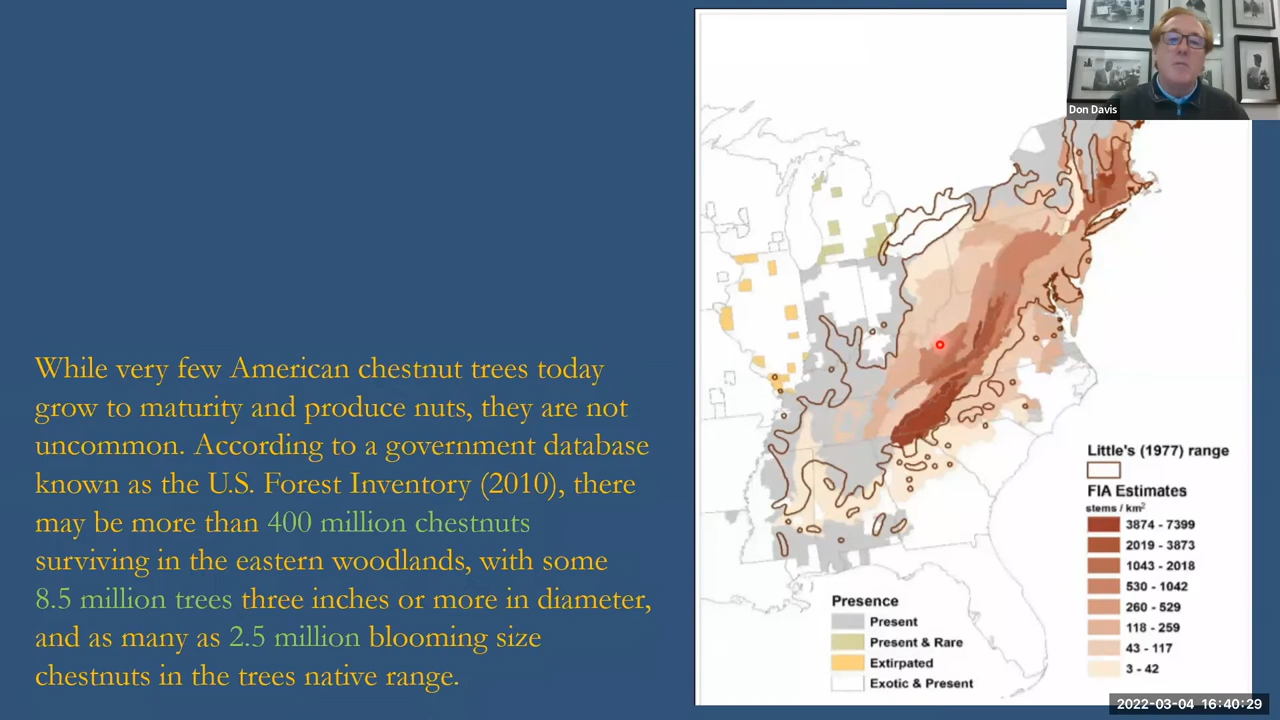 While very few American chestnut trees today
grow to maturity and produce nuts, they are not
uncommon. According to a government database
known as the U.S. Forest Inventory (2010), there
may be more than 400 million chestnuts
surviving in the eastern woodlands, with some
8.5 million trees three inches or more in diameter,
and as many as 2.5 million blooming size
chestnuts in the trees native range.
Don Davis
Little's (1977) range
FIA Estimates
stems / km²
3874 - 7399
2019 - 3873
1043 - 2018
530 - 1042
260 - 529
118 - 259
43 - 117
3 - 42
Presence
Present
Present & Rare
Extirpated
Exotic & Present
2022-03-04 16:40:29